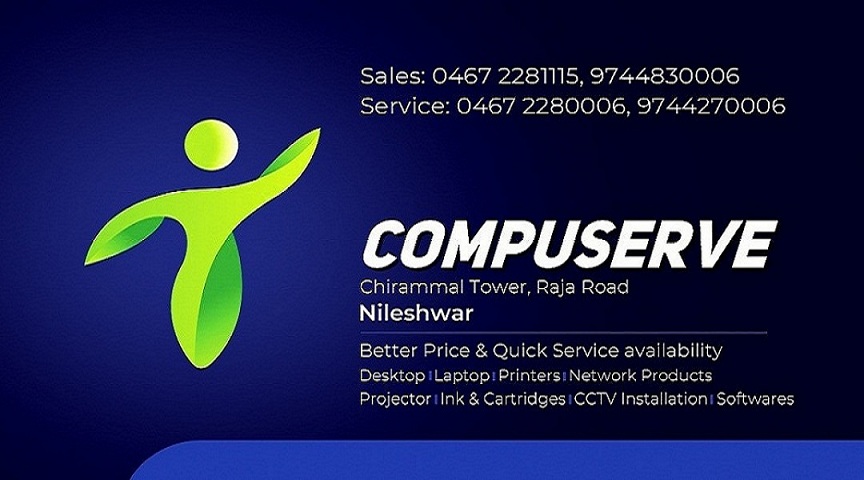 Sales: 0467 2281115, 9744830006
Service: 0467 2280006, 9744270006
COMPUSERVE
Chirammal Tower, Raja Road
Nileshwar
Better Price & Quick Service availability
Desktop | Laptop | Printers | Network Products
Projector | Ink & Cartridges | CCTV Installation | Softwares